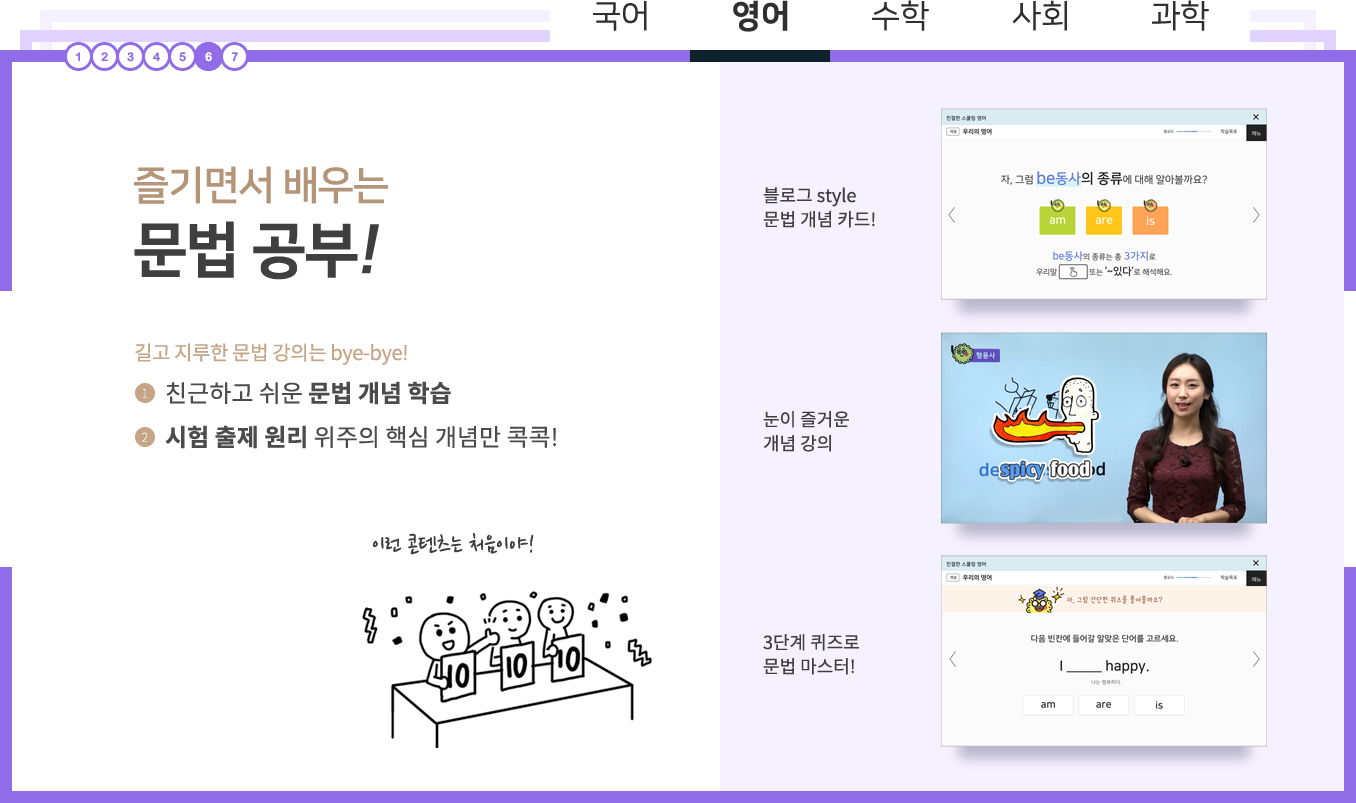 국어 영어 수학 사회 과학
1 2 3 4 5 6 7
즐기면서 배우는
문법 공부!
길고 지루한 문법 강의는 bye-bye!
1 친근하고 쉬운 문법 개념 학습
2 시험 출제 원리 위주의 핵심 개념만 콕콕!
이런 콘텐츠는 처음이야!
10 10 10
블로그 style
문법 개념 카드!
친절한 스쿨링 영어
개념 우리의 영어 중요도 학습목표 메뉴
자, 그럼 be동사의 종류에 대해 알아볼까요?
am are is
be동사의 종류는 총 3가지로
우리말 또는 '~있다'로 해석해요.
눈이 즐거운
개념 강의
형용사
spicy food
3단계 퀴즈로
문법 마스터!
친절한 스쿨링 영어
개념 우리의 영어 중요도 학습목표 메뉴
자, 그럼 간단한 퀴즈를 풀어볼까요?
다음 빈칸에 들어갈 알맞은 단어를 고르세요.
I _____ happy.
나는 행복하다.
am are is